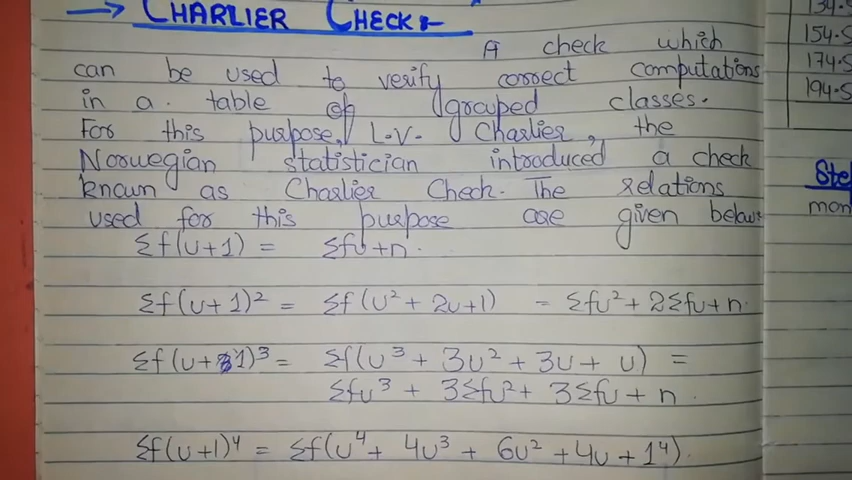 → CHARLIER CHECK:-
A check which
can be used to verify correct computations
in a table of grouped classes.
For this purpose, L.V. Charlier, the
Norwegian statistician introduced a check
known as Charlier Check. The relations
used for this purpose are given below:
Σf(u+1) = Σfu+n.
Σf(u+1)² = Σf(u² + 2u+1) = Σfu² + 2Σfu+n.
Σf(u+1)³ = Σf(u³ + 3u² + 3u + u) =
Σfu³ + 3Σfu² + 3Σfu + n.
Σf(u+1)⁴ = Σf(u⁴ + 4u³ + 6u² + 4u + 1⁴).
134.5
154.5
174.5
194.5
Ste
mon